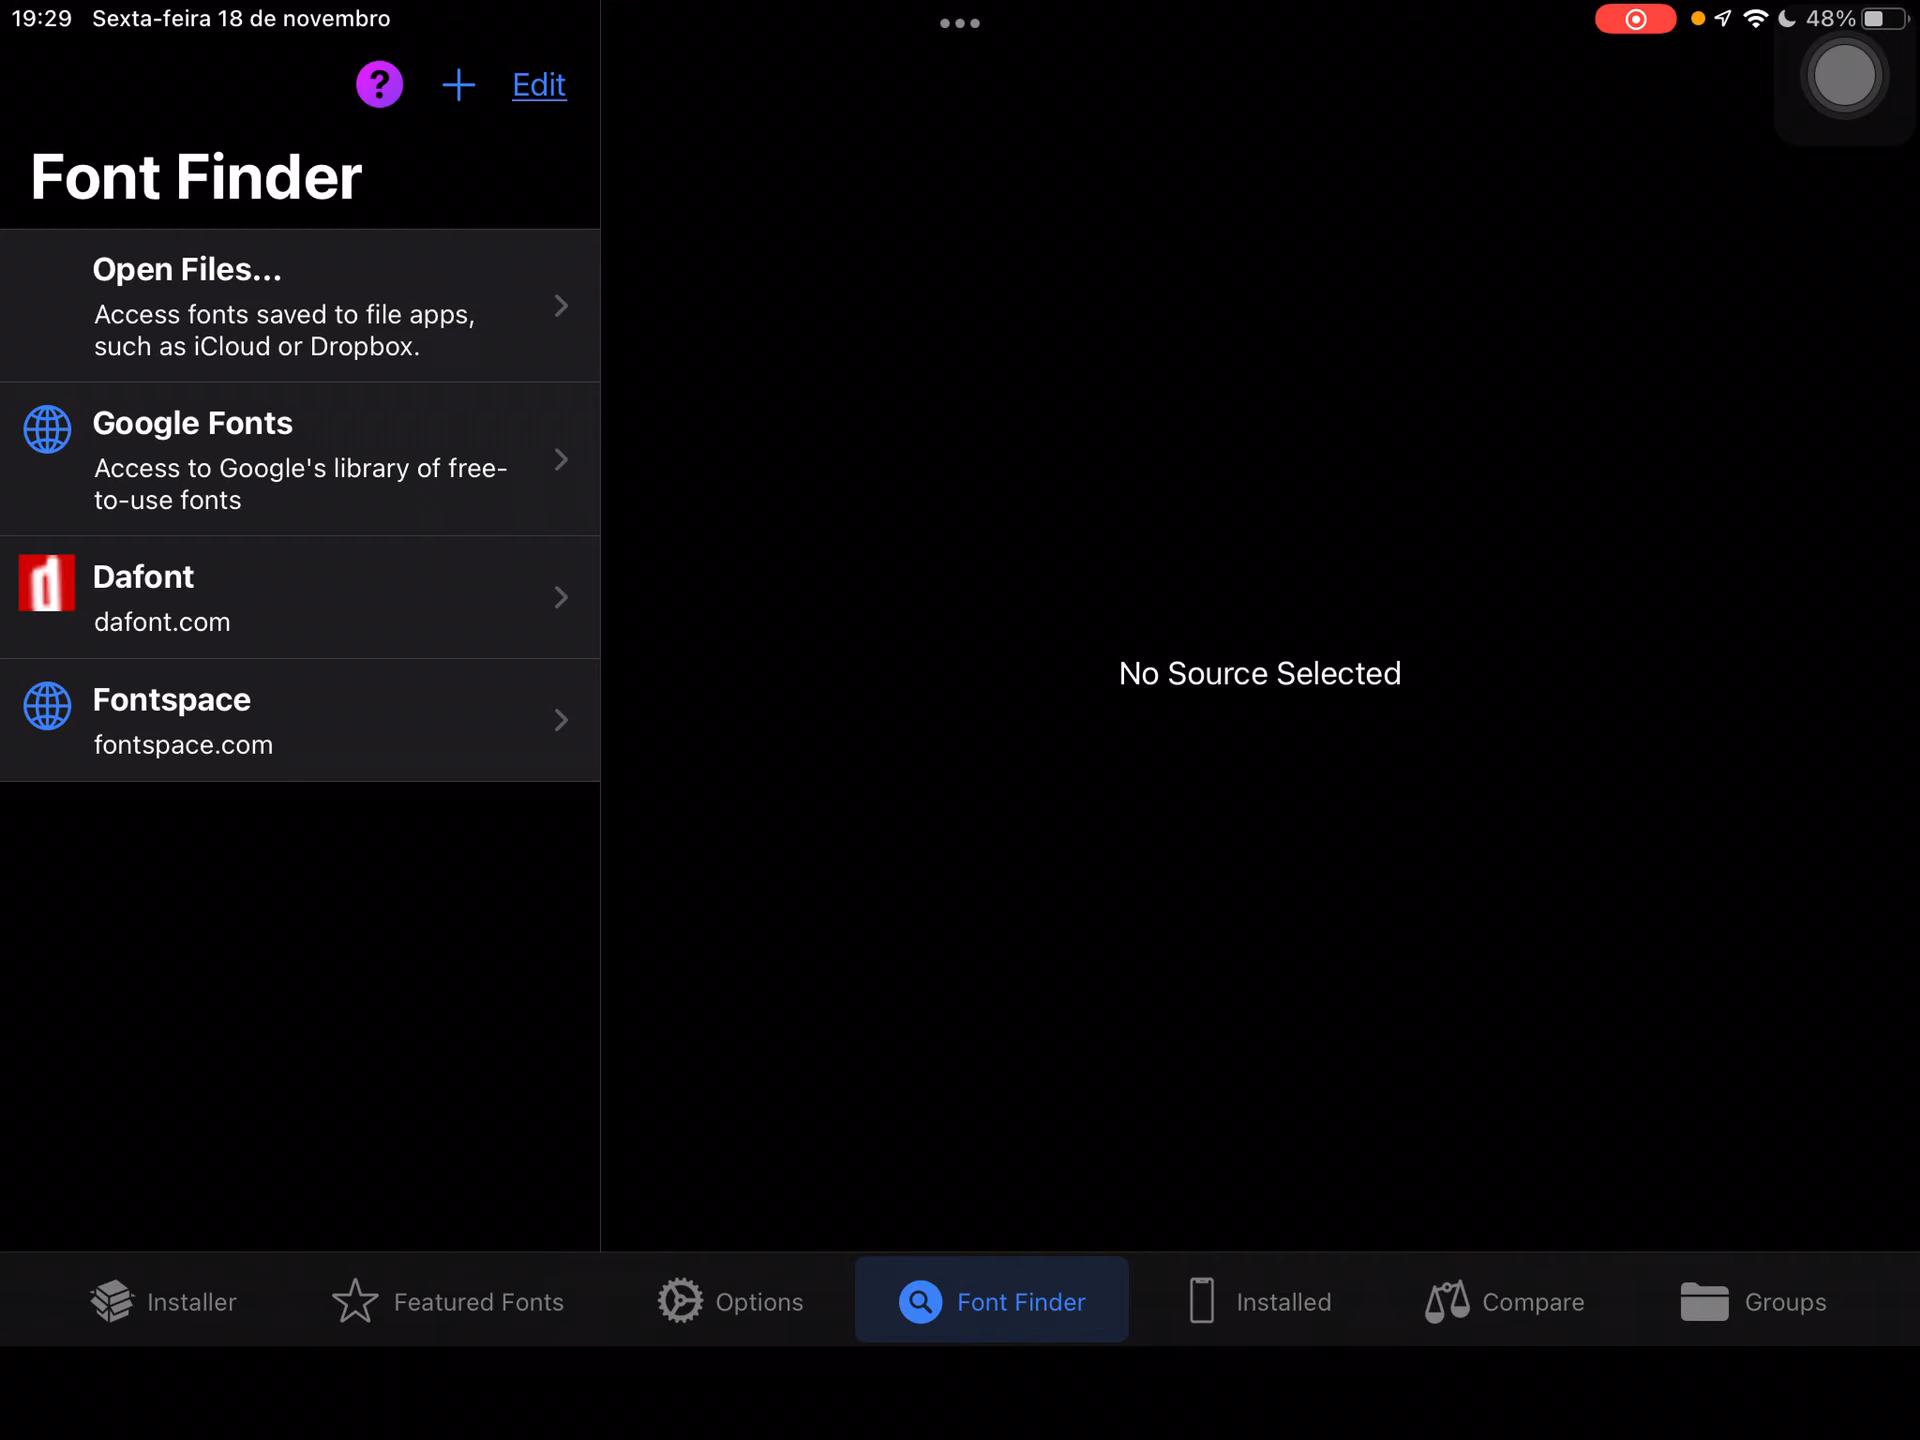 19:29 Sexta-feira 18 de novembro
48%
? Edit
Font Finder
Open Files...
Access fonts saved to file apps,
such as iCloud or Dropbox.
Google Fonts
Access to Google's library of free-
to-use fonts
d
Dafont
dafont.com
Fontspace
fontspace.com
No Source Selected
Installer
Featured Fonts
Options
Font Finder
Installed
Compare
Groups